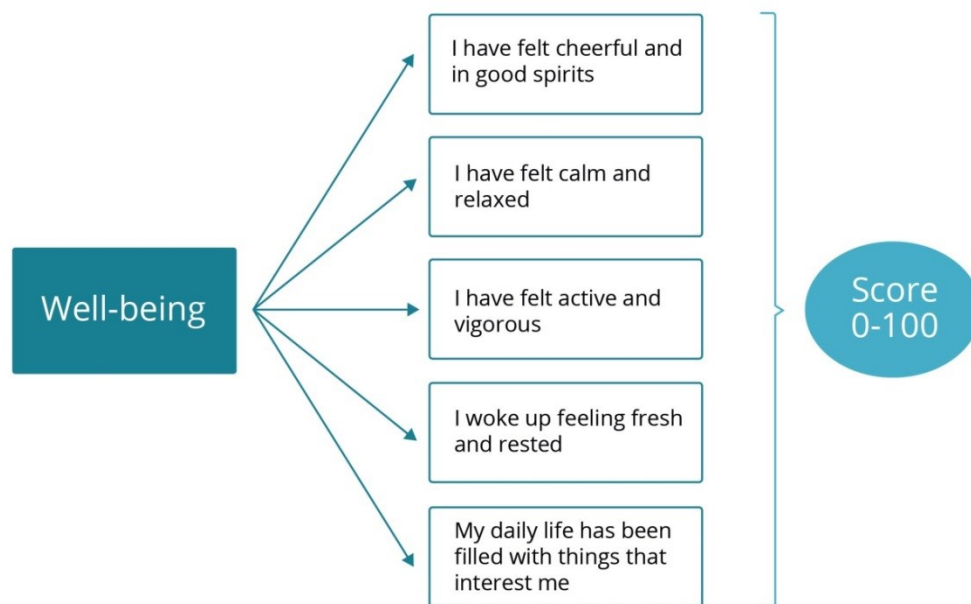 Well-being
I have felt cheerful and
in good spirits
I have felt calm and
relaxed
I have felt active and
vigorous
I woke up feeling fresh
and rested
My daily life has been
filled with things that
interest me
Score
0-100